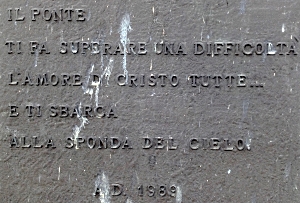 IL PONTE
TI FA SUPERARE UNA DIFFICOLTÀ
L'AMORE DI CRISTO TUTTE...
E TI SBARCA
ALLA SPONDA DEL CIELO.
A.D. 1989